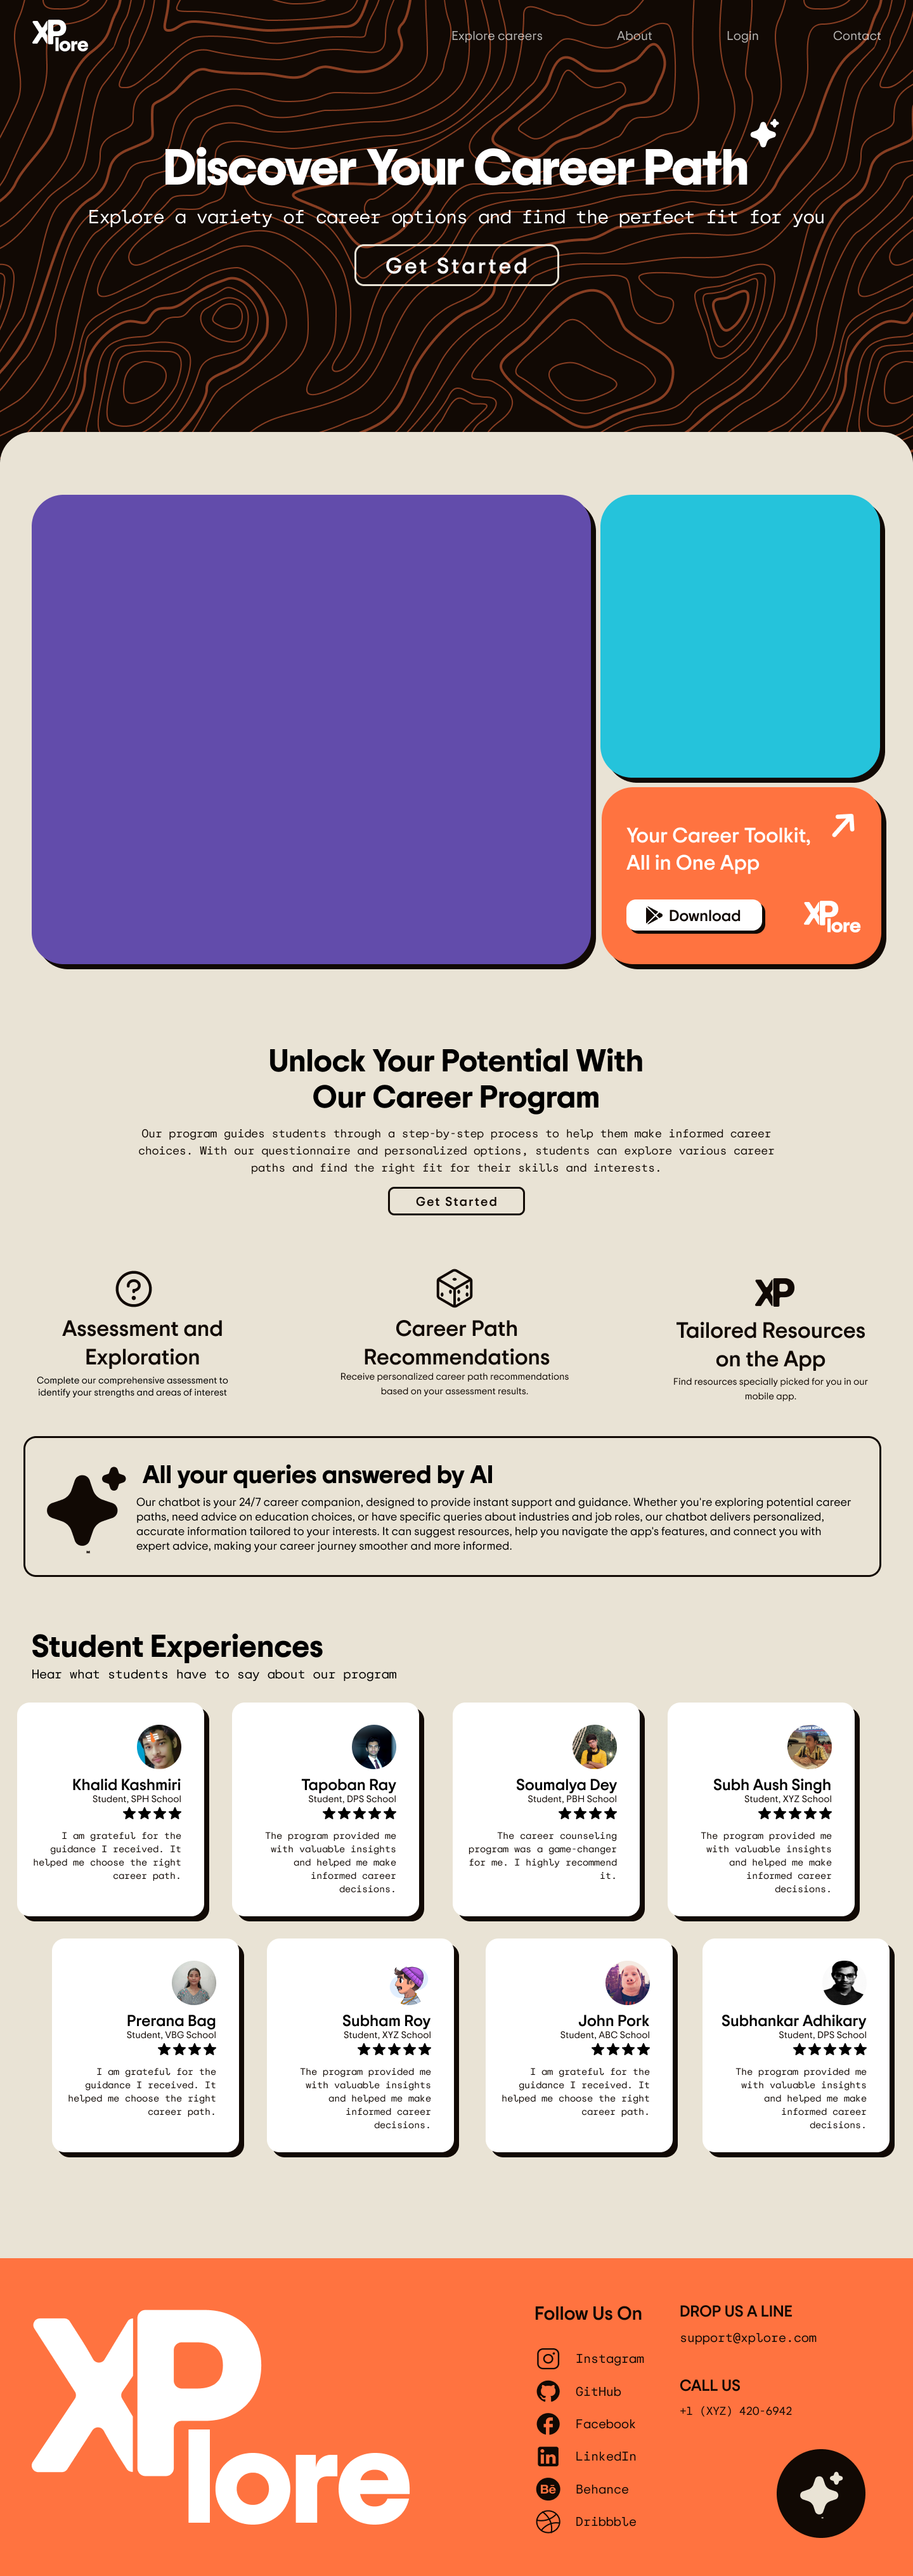 XPlore
Explore careers
About
Login
Contact
Discover Your Career Path
Explore a variety of career options and find the perfect fit for you
Get Started
Your Career Toolkit,
All in One App
Download
XPlore
Unlock Your Potential With
Our Career Program
Our program guides students through a step-by-step process to help them make informed career
choices. With our questionnaire and personalized options, students can explore various career
paths and find the right fit for their skills and interests.
Get Started
Assessment and
Exploration
Complete our comprehensive assessment to
identify your strengths and areas of interest
Career Path
Recommendations
Receive personalized career path recommendations
based on your assessment results.
XP
Tailored Resources
on the App
Find resources specially picked for you in our
mobile app.
All your queries answered by AI
Our chatbot is your 24/7 career companion, designed to provide instant support and guidance. Whether you're exploring potential career
paths, need advice on education choices, or have specific queries about industries and job roles, our chatbot delivers personalized,
accurate information tailored to your interests. It can suggest resources, help you navigate the app's features, and connect you with
expert advice, making your career journey smoother and more informed.
Student Experiences
Hear what students have to say about our program
Khalid Kashmiri
Student, SPH School
I am grateful for the
guidance I received. It
helped me choose the right
career path.
Tapoban Ray
Student, DPS School
The program provided me
with valuable insights
and helped me make
informed career
decisions.
Soumalya Dey
Student, PBH School
The career counseling
program was a game-changer
for me. I highly recommend
it.
Subh Aush Singh
Student, XYZ School
The program provided me
with valuable insights
and helped me make
informed career
decisions.
Prerana Bag
Student, VBG School
I am grateful for the
guidance I received. It
helped me choose the right
career path.
Subham Roy
Student, XYZ School
The program provided me
with valuable insights
and helped me make
informed career
decisions.
John Pork
Student, ABC School
I am grateful for the
guidance I received. It
helped me choose the right
career path.
Subhankar Adhikary
Student, DPS School
The program provided me
with valuable insights
and helped me make
informed career
decisions.
XPlore
Follow Us On
Instagram
GitHub
Facebook
LinkedIn
Behance
Dribbble
DROP US A LINE
support@xplore.com
CALL US
+1 (XYZ) 420-6942